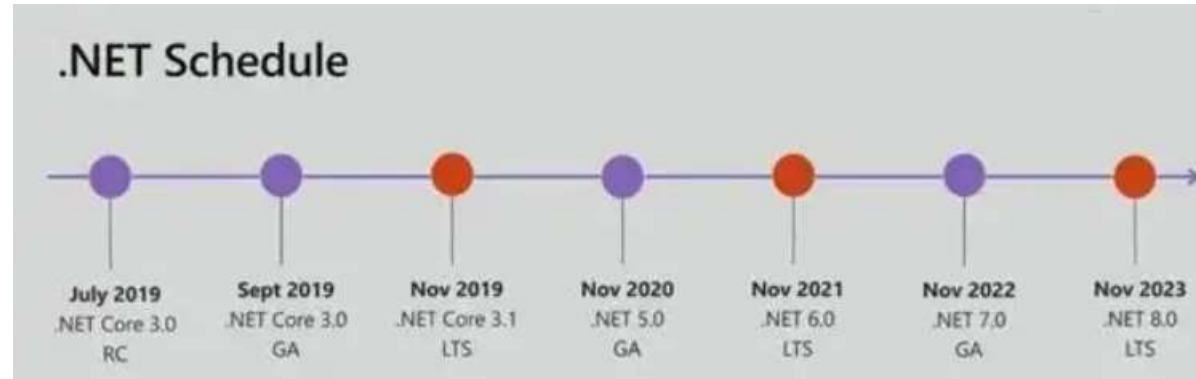 .NET Schedule
July 2019
.NET Core 3.0
RC
Sept 2019
.NET Core 3.0
GA
Nov 2019
.NET Core 3.1
LTS
Nov 2020
.NET 5.0
GA
Nov 2021
.NET 6.0
LTS
Nov 2022
.NET 7.0
GA
Nov 2023
.NET 8.0
LTS